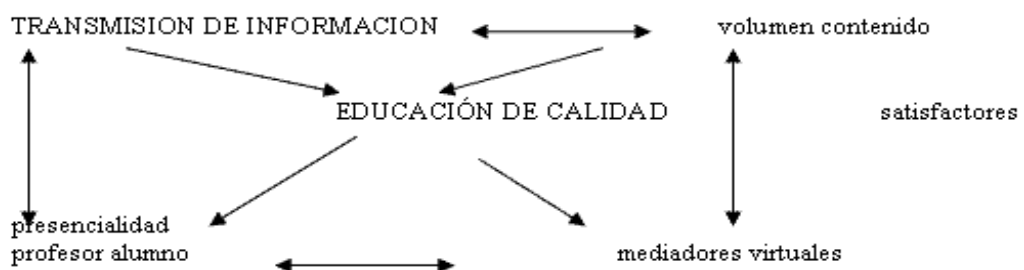 TRANSMISION DE INFORMACION volumen contenido
EDUCACIÓN DE CALIDAD satisfactores
presencialidad
profesor alumno mediadores virtuales